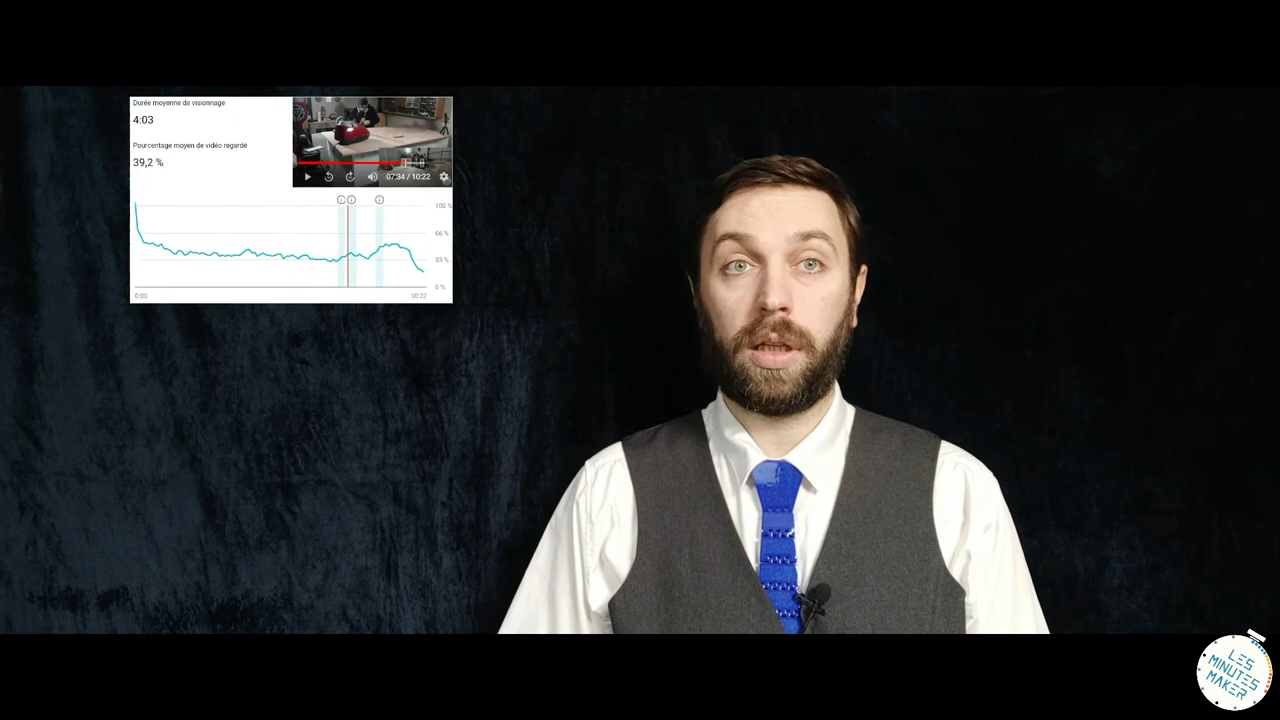 Durée moyenne de visionnage
4:03
Pourcentage moyen de vidéo regardé
39,2 %
07:34 / 10:22
100 %
66 %
33 %
0 %
0:00
10:22
LES
MINUTES
MAKER